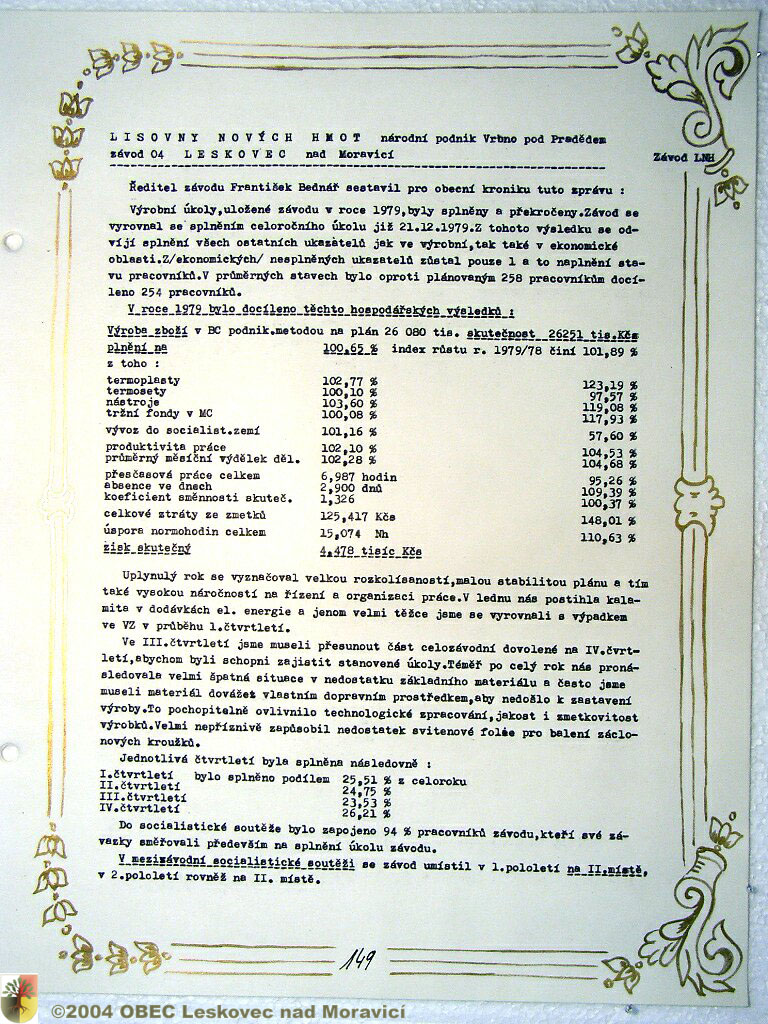 L I S O V N Y   N O V Ý C H   H M O T   národní podnik Vrbno pod Pradědem
závod 04   L E S K O V E C   nad Moravicí
Závod LNH
Ředitel závodu František Bednář sestavil pro obecní kroniku tuto zprávu :
Výrobní úkoly,uložené závodu v roce 1979,byly splněny a překročeny.Závod se
vyrovnal se splněním celoročního úkolu již 21.12.1979.Z tohoto výsledku se od-
víjí splnění všech ostatních ukazatelů jak ve výrobní,tak také v ekonomické
oblasti.Z/ekonomických/ nesplněných ukazatelů zůstal pouze 1 a to naplnění sta-
vu pracovníků.V průměrných stavech bylo oproti plánovaným 258 pracovníkům docí-
leno 254 pracovníků.
V roce 1979 bylo docíleno těchto hospodářských výsledků :
Výroba zboží v BC podnik.metodou na plán 26 080 tis. skutečnost 26251 tis.Kčs
plnění na 100,65 % index růstu r. 1979/78 činí 101,89 %
z toho :
termoplasty 102,77 % 123,19 %
termosety 100,10 % 97,57 %
nástroje 103,60 % 119,08 %
tržní fondy v MC 100,08 % 117,93 %
vývoz do socialist.zemí 101,16 % 57,60 %
produktivita práce 102,10 % 104,53 %
průměrný měsíční výdělek děl. 102,28 % 104,68 %
přesčasová práce celkem 6,987 hodin 95,26 %
absence ve dnech 2,900 dnů 109,39 %
koeficient směnnosti skuteč. 1,326 100,37 %
celkové ztráty ze zmetků 125,417 Kčs 148,01 %
úspora normohodin celkem 15,074 Nh 110,63 %
zisk skutečný 4,478 tisíc Kčs
Uplynulý rok se vyznačoval velkou rozkolísaností,malou stabilitou plánu a tím
také vysokou náročností na řízení a organizaci práce.V lednu nás postihla kala-
mita v dodávkách el. energie a jenom velmi těžce jsme se vyrovnali s výpadkem
ve VZ v průběhu 1.čtvrtletí.
Ve III.čtvrtletí jsme museli přesunout část celozávodní dovolené na IV.čvrt-
letí,abychom byli schopni zajistit stanovené úkoly.Téměř po celý rok nás proná-
sledovala velmi špatná situace v nedostatku základního materiálu a často jsme
museli materiál dovážet vlastním dopravním prostředkem,aby nedošlo k zastavení
výroby.To pochopitelně ovlivnilo technologické zpracování,jakost i zmetkovitost
výrobků.Velmi nepříznivě zapůsobil nedostatek svitenové folie pro balení záclo-
nových kroužků.
Jednotlivá čtvrtletí byla splněna následovně :
I.čtvrtletí bylo splněno podílem 25,51 % z celoroku
II.čtvrtletí 24,75 %
III.čtvrtletí 23,53 %
IV.čtvrtletí 26,21 %
Do socialistické soutěže bylo zapojeno 94 % pracovníků závodu,kteří své zá-
vazky směřovali především na splnění úkolu závodu.
V mezizávodní socialistické soutěži se závod umístil v 1.pololetí na II.místě,
v 2.pololetí rovněž na II. místě.
149
©2004 OBEC Leskovec nad Moravicí